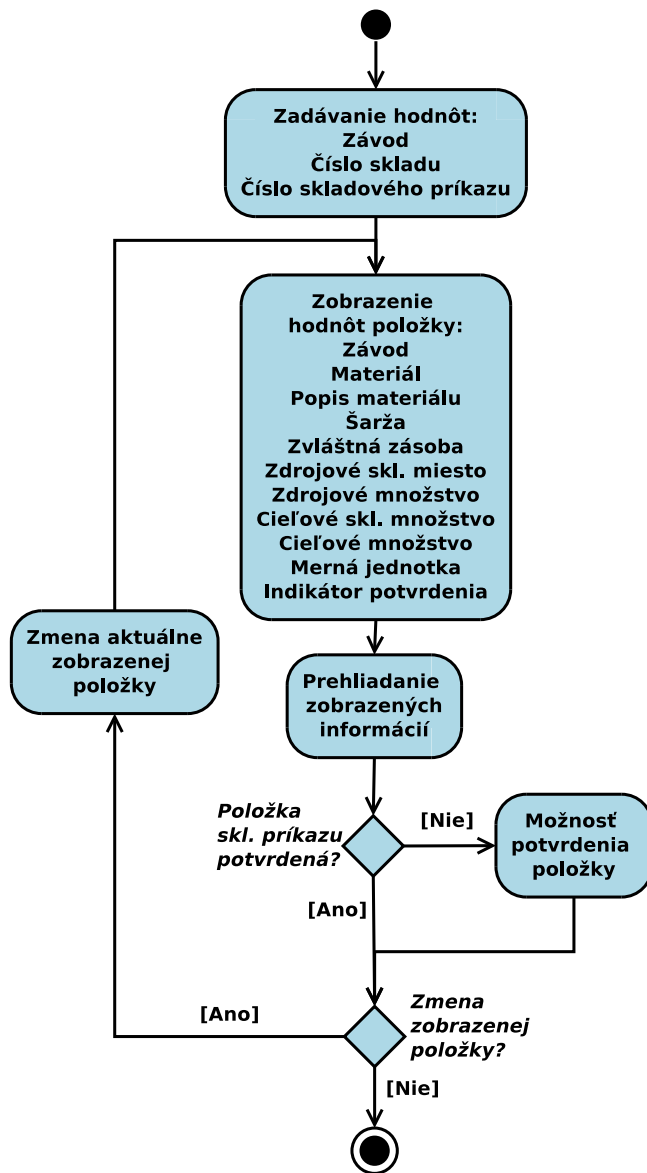 Zadávanie hodnôt:
Závod
Číslo skladu
Číslo skladového príkazu
Zobrazenie
hodnôt položky:
Závod
Materiál
Popis materiálu
Šarža
Zvláštná zásoba
Zdrojové skl. miesto
Zdrojové množstvo
Cieľové skl. množstvo
Cieľové množstvo
Merná jednotka
Indikátor potvrdenia
Zmena aktuálne
zobrazenej
položky
Prehliadanie
zobrazených
informácií
Položka
skl. príkazu
potvrdená?
[Nie]
Možnosť
potvrdenia
položky
[Ano]
[Ano]
Zmena
zobrazenej
položky?
[Nie]